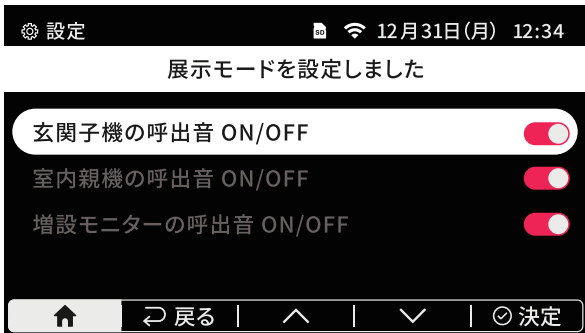 設定 SD 12月31日(月) 12:34
展示モードを設定しました
玄関子機の呼出音 ON/OFF
室内親機の呼出音 ON/OFF
増設モニターの呼出音 ON/OFF
戻る 決定